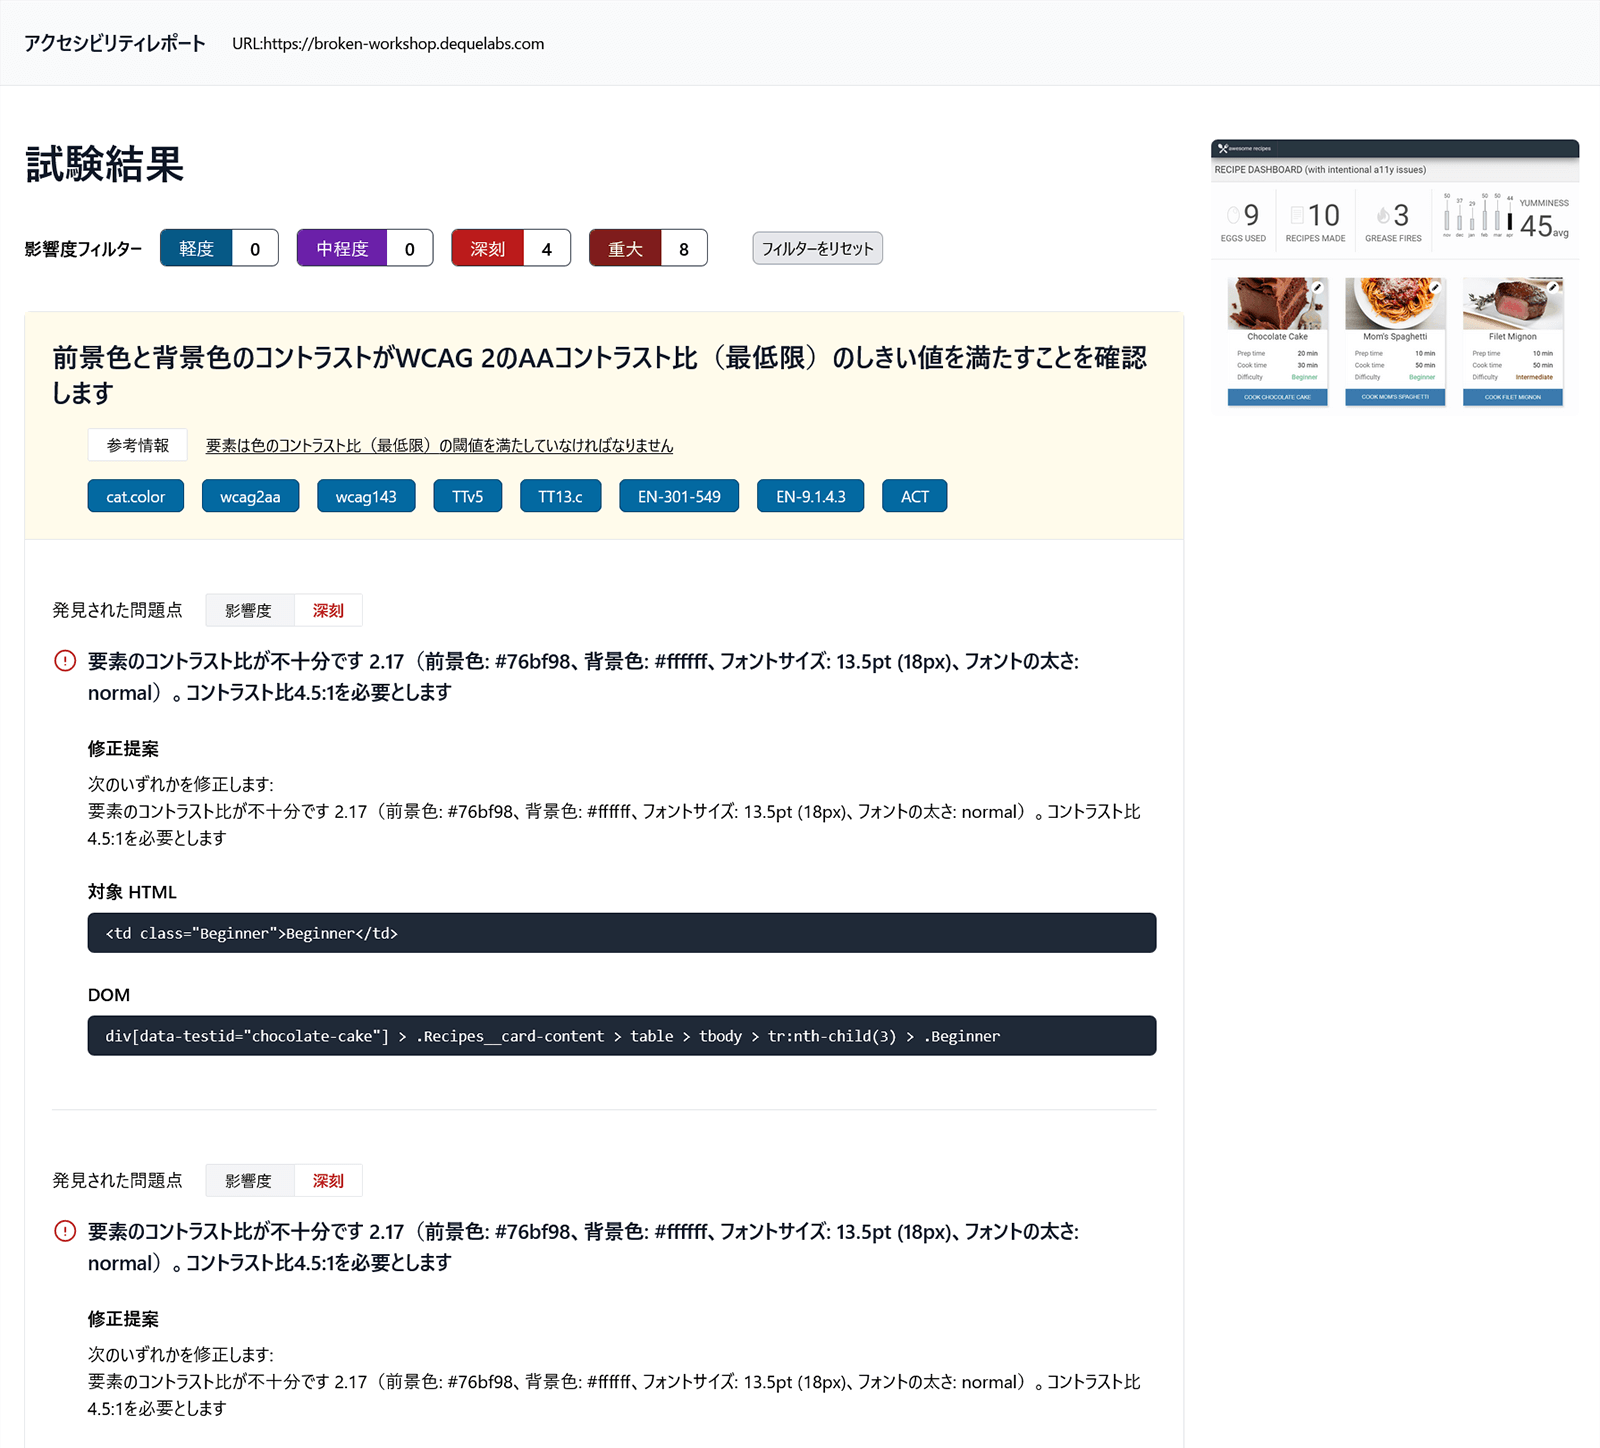 アクセシビリティレポート URL:https://broken-workshop.dequelabs.com
試験結果
影響度フィルター 軽度 0 中程度 0 深刻 4 重大 8 フィルターをリセット
前景色と背景色のコントラストがWCAG 2のAAコントラスト比（最低限）のしきい値を満たすことを確認
します
参考情報 要素は色のコントラスト比（最低限）の閾値を満たしていなければなりません
cat.color wcag2aa wcag143 TTv5 TT13.c EN-301-549 EN-9.1.4.3 ACT
発見された問題点 影響度 深刻
要素のコントラスト比が不十分です 2.17（前景色: #76bf98、背景色: #ffffff、フォントサイズ: 13.5pt (18px)、フォントの太さ:
normal）。コントラスト比4.5:1を必要とします
修正提案
次のいずれかを修正します:
要素のコントラスト比が不十分です 2.17（前景色: #76bf98、背景色: #ffffff、フォントサイズ: 13.5pt (18px)、フォントの太さ: normal）。コントラスト比
4.5:1を必要とします
対象 HTML
<td class="Beginner">Beginner</td>
DOM
div[data-testid="chocolate-cake"] > .Recipes__card-content > table > tbody > tr:nth-child(3) > .Beginner
発見された問題点 影響度 深刻
要素のコントラスト比が不十分です 2.17（前景色: #76bf98、背景色: #ffffff、フォントサイズ: 13.5pt (18px)、フォントの太さ:
normal）。コントラスト比4.5:1を必要とします
修正提案
次のいずれかを修正します:
要素のコントラスト比が不十分です 2.17（前景色: #76bf98、背景色: #ffffff、フォントサイズ: 13.5pt (18px)、フォントの太さ: normal）。コントラスト比
4.5:1を必要とします
awesome recipes
RECIPE DASHBOARD (with intentional a11y issues)
9 10 3 50 37 29 50 50 44 YUMMINESS
EGGS USED RECIPES MADE GREASE FIRES nov dec jan feb mar apr 45avg
Chocolate Cake Mom's Spaghetti Filet Mignon
Prep time 20 min Prep time 10 min Prep time 10 min
Cook time 30 min Cook time 50 min Cook time 50 min
Difficulty Beginner Difficulty Beginner Difficulty Intermediate
COOK CHOCOLATE CAKE COOK MOM'S SPAGHETTI COOK FILET MIGNON